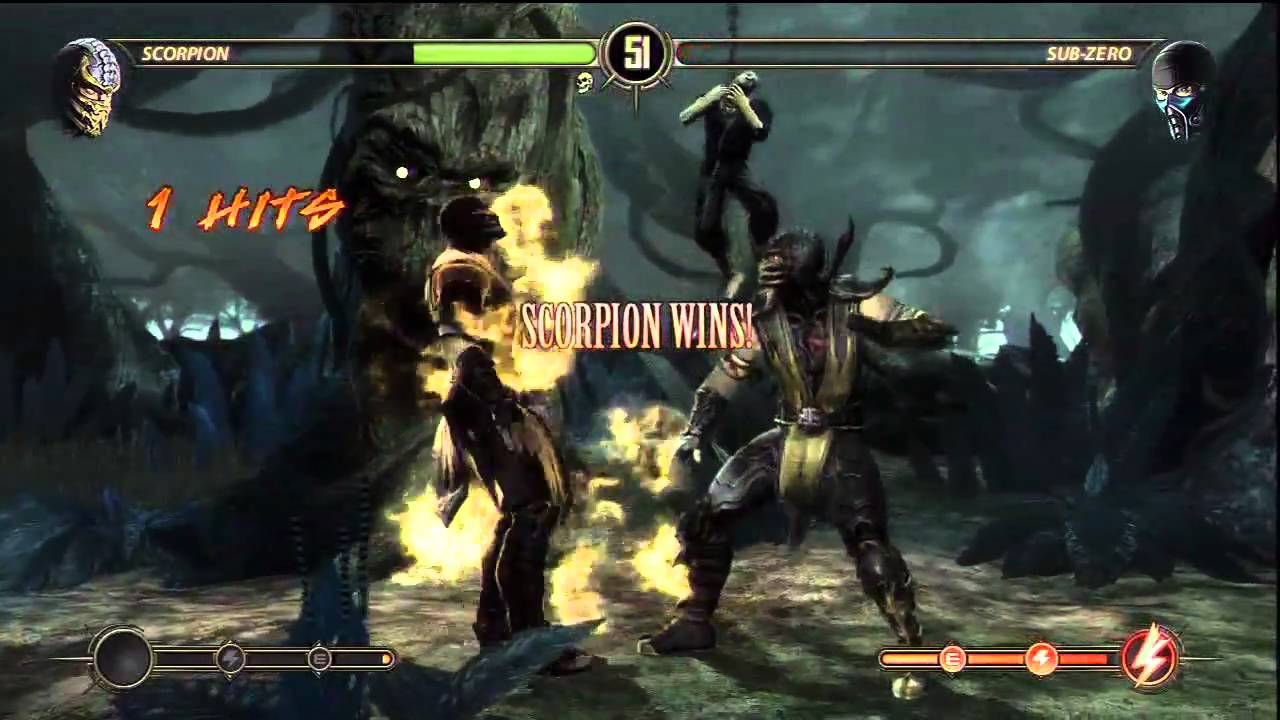 SCORPION
51
SUB-ZERO
1 HITS
SCORPION WINS!
E
E